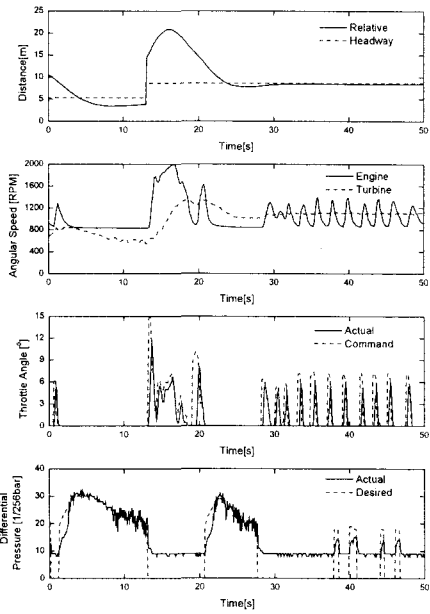 25
20
15
10
5
0
Distance[m]
Relative
Headway
0 10 20 30 40 50
Time[s]
2000
1600
1200
800
400
0
Angular Speed [RPM]
Engine
Turbine
0 10 20 30 40 50
Time[s]
15
12
9
6
3
0
Throttle Angle [°]
Actual
Command
0 10 20 30 40 50
Time[s]
40
30
20
10
0
Differential
Pressure [1/256bar]
Actual
Desired
0 10 20 30 40 50
Time[s]